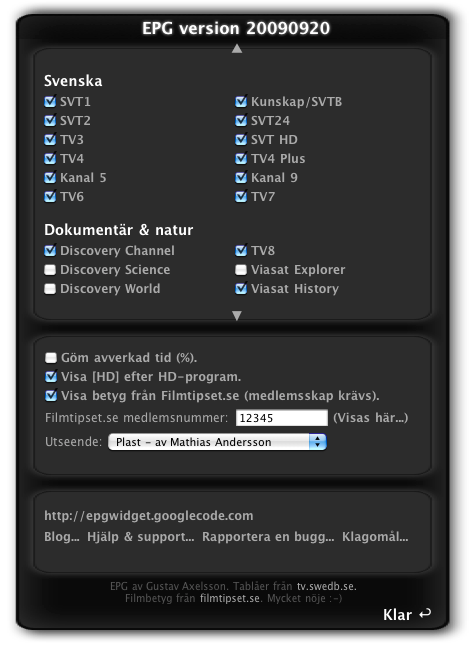 EPG version 20090920
Svenska
SVT1 Kunskap/SVTB
SVT2 SVT24
TV3 SVT HD
TV4 TV4 Plus
Kanal 5 Kanal 9
TV6 TV7
Dokumentär & natur
Discovery Channel TV8
Discovery Science Viasat Explorer
Discovery World Viasat History
Göm avverkad tid (%).
Visa [HD] efter HD-program.
Visa betyg från Filmtipset.se (medlemsskap krävs).
Filmtipset.se medlemsnummer: 12345 (Visas här...)
Utseende: Plast - av Mathias Andersson
http://epgwidget.googlecode.com
Blog... Hjälp & support... Rapportera en bugg... Klagomål...
EPG av Gustav Axelsson. Tablåer från tv.swedb.se.
Filmbetyg från filmtipset.se. Mycket nöje :-)
Klar ↩